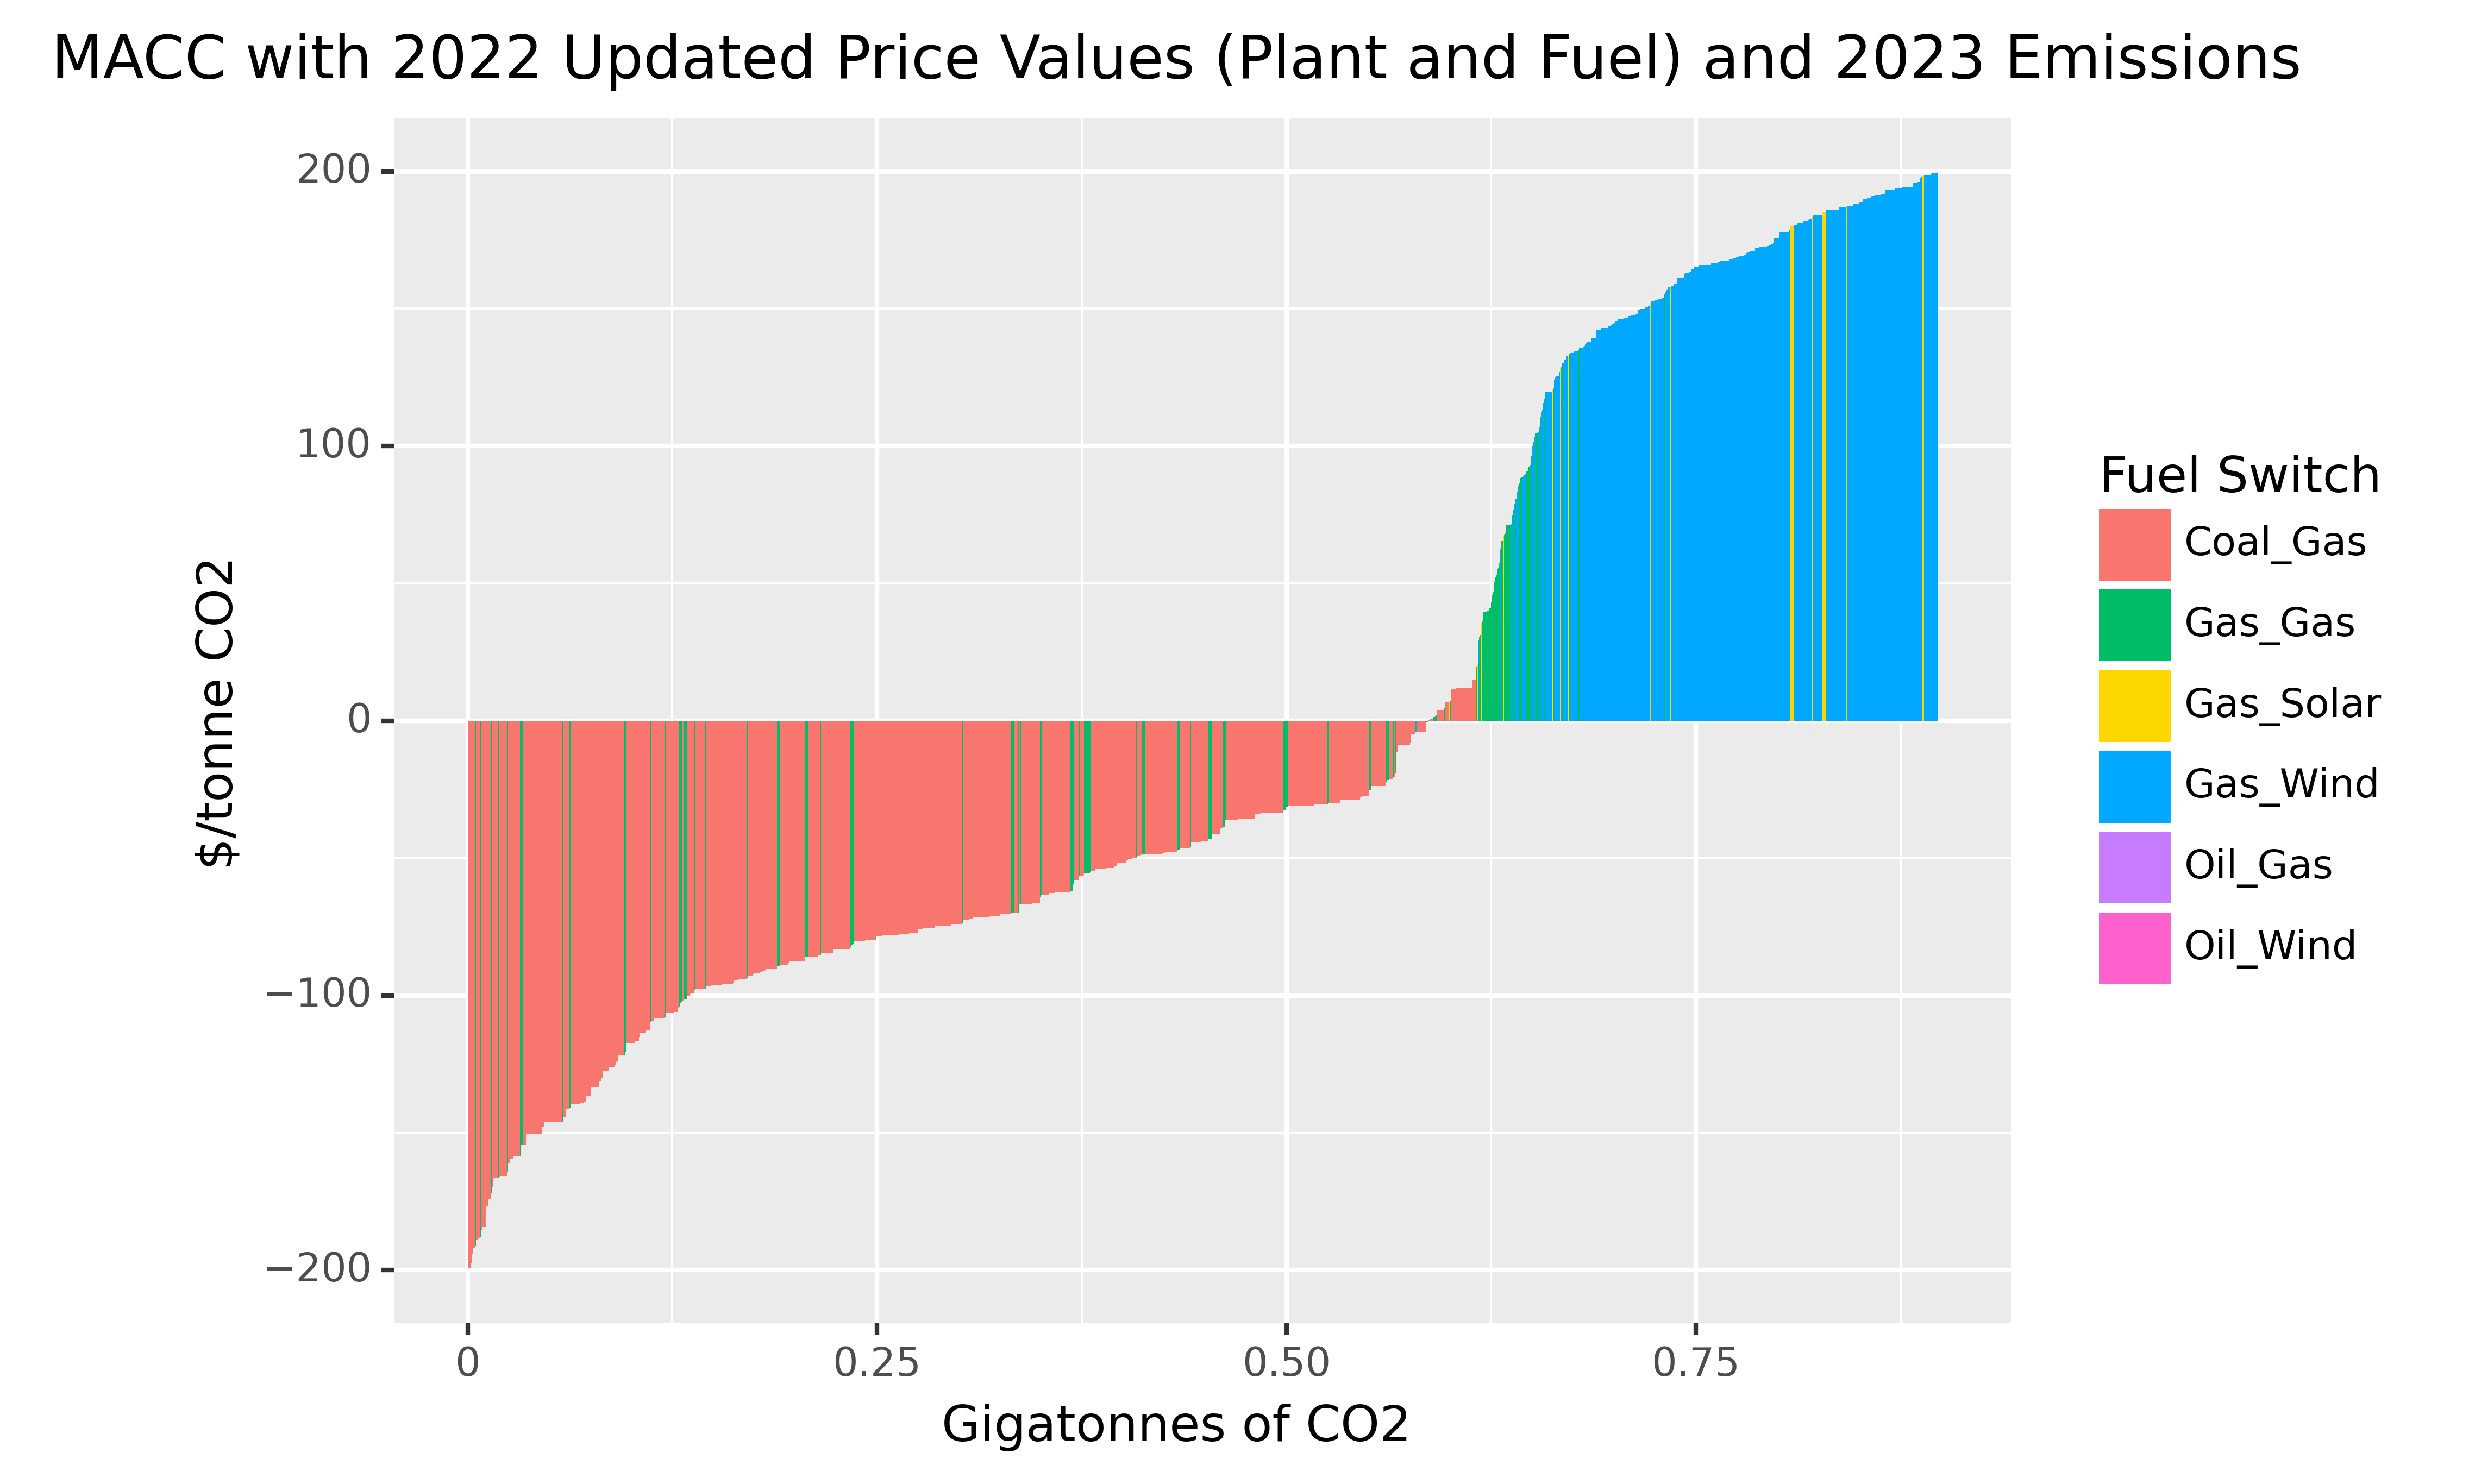 MACC with 2022 Updated Price Values (Plant and Fuel) and 2023 Emissions
200
100
0
−100
−200
$/tonne CO2
0
0.25
0.50
0.75
Gigatonnes of CO2
Fuel Switch
Coal_Gas
Gas_Gas
Gas_Solar
Gas_Wind
Oil_Gas
Oil_Wind